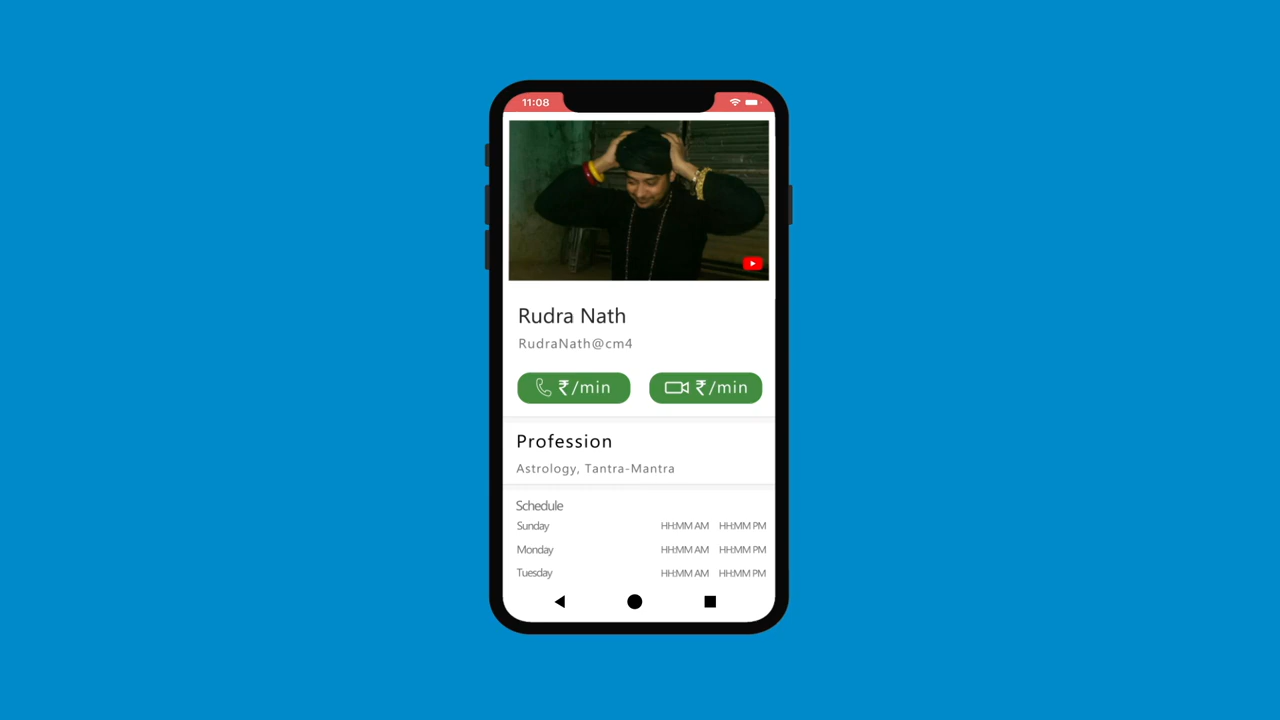 11:08
Rudra Nath
RudraNath@cm4
₹/min ₹/min
Profession
Astrology, Tantra-Mantra
Schedule
Sunday HH:MM AM HH:MM PM
Monday HH:MM AM HH:MM PM
Tuesday HH:MM AM HH:MM PM